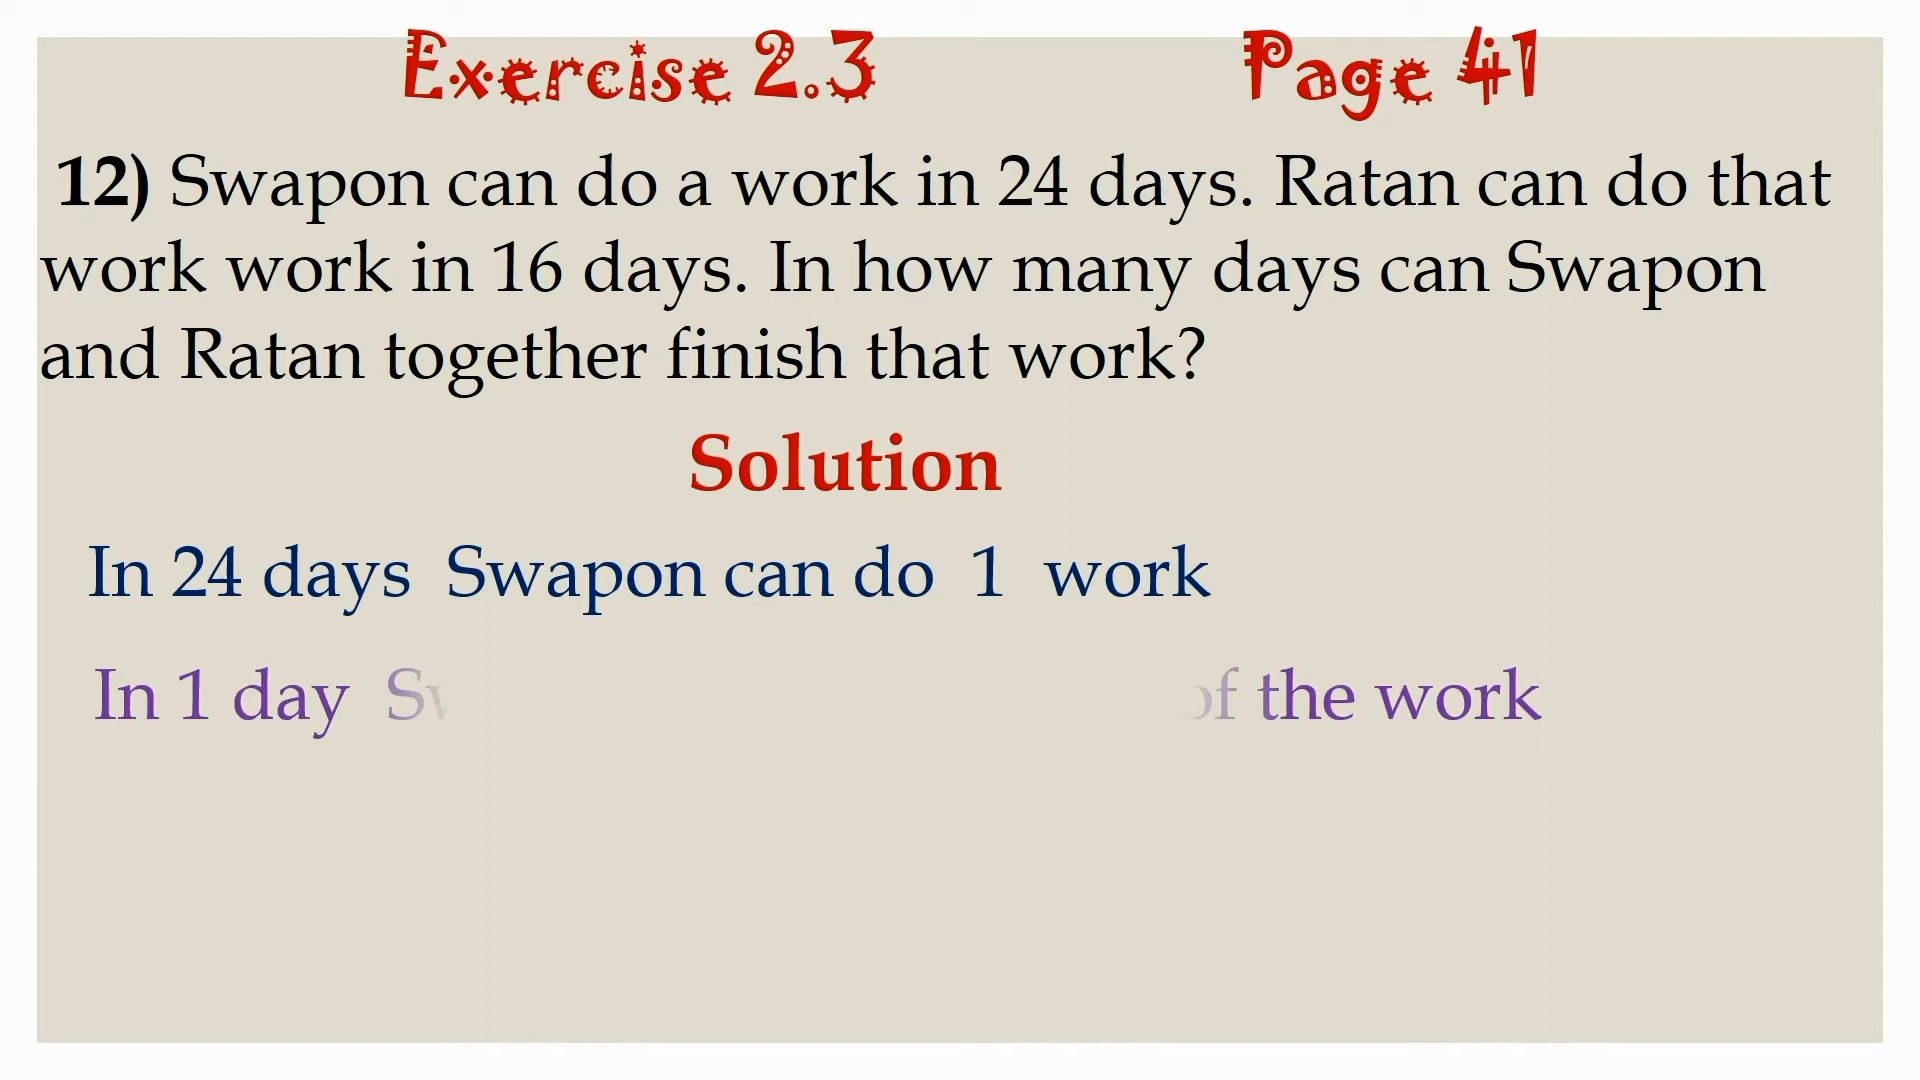 Exercise 2.3 Page 41
12) Swapon can do a work in 24 days. Ratan can do that
work work in 16 days. In how many days can Swapon
and Ratan together finish that work?
Solution
In 24 days Swapon can do 1 work
In 1 day of the work